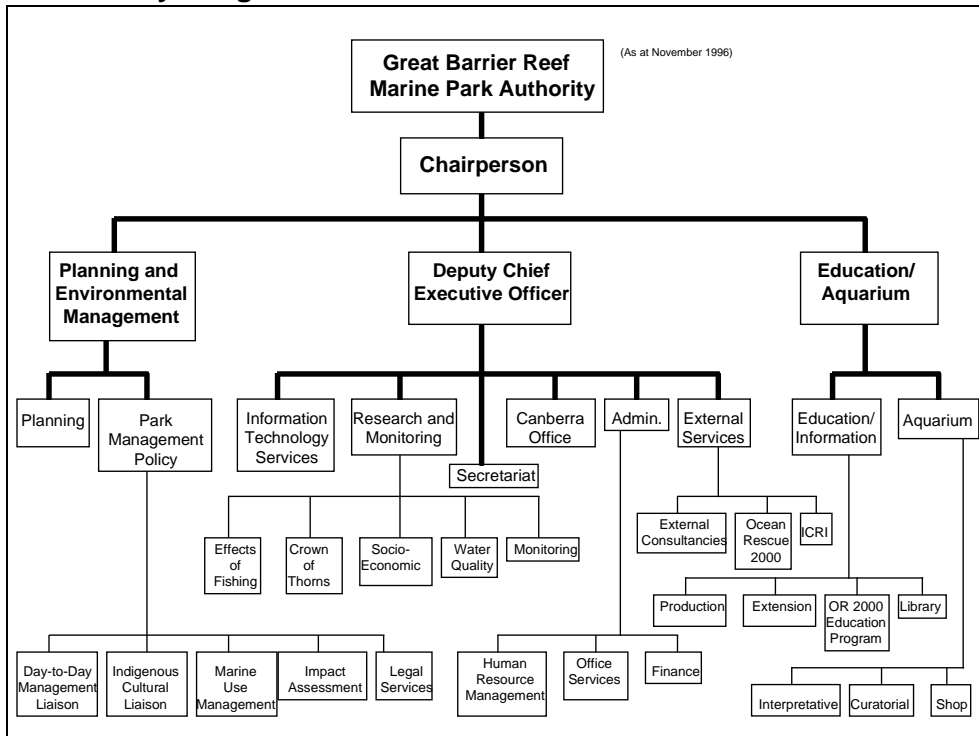 Great Barrier Reef
Marine Park Authority
(As at November 1996)
Chairperson
Planning and
Environmental
Management
Deputy Chief
Executive Officer
Education/
Aquarium
Planning
Park
Management
Policy
Information
Technology
Services
Research and
Monitoring
Secretariat
Canberra
Office
Admin.
External
Services
Education/
Information
Aquarium
External
Consultancies
Ocean
Rescue
2000
ICRI
Effects
of
Fishing
Crown
of
Thorns
Socio-
Economic
Water
Quality
Monitoring
Production
Extension
OR 2000
Education
Program
Library
Day-to-Day
Management
Liaison
Indigenous
Cultural
Liaison
Marine
Use
Management
Impact
Assessment
Legal
Services
Human
Resource
Management
Office
Services
Finance
Interpretative
Curatorial
Shop